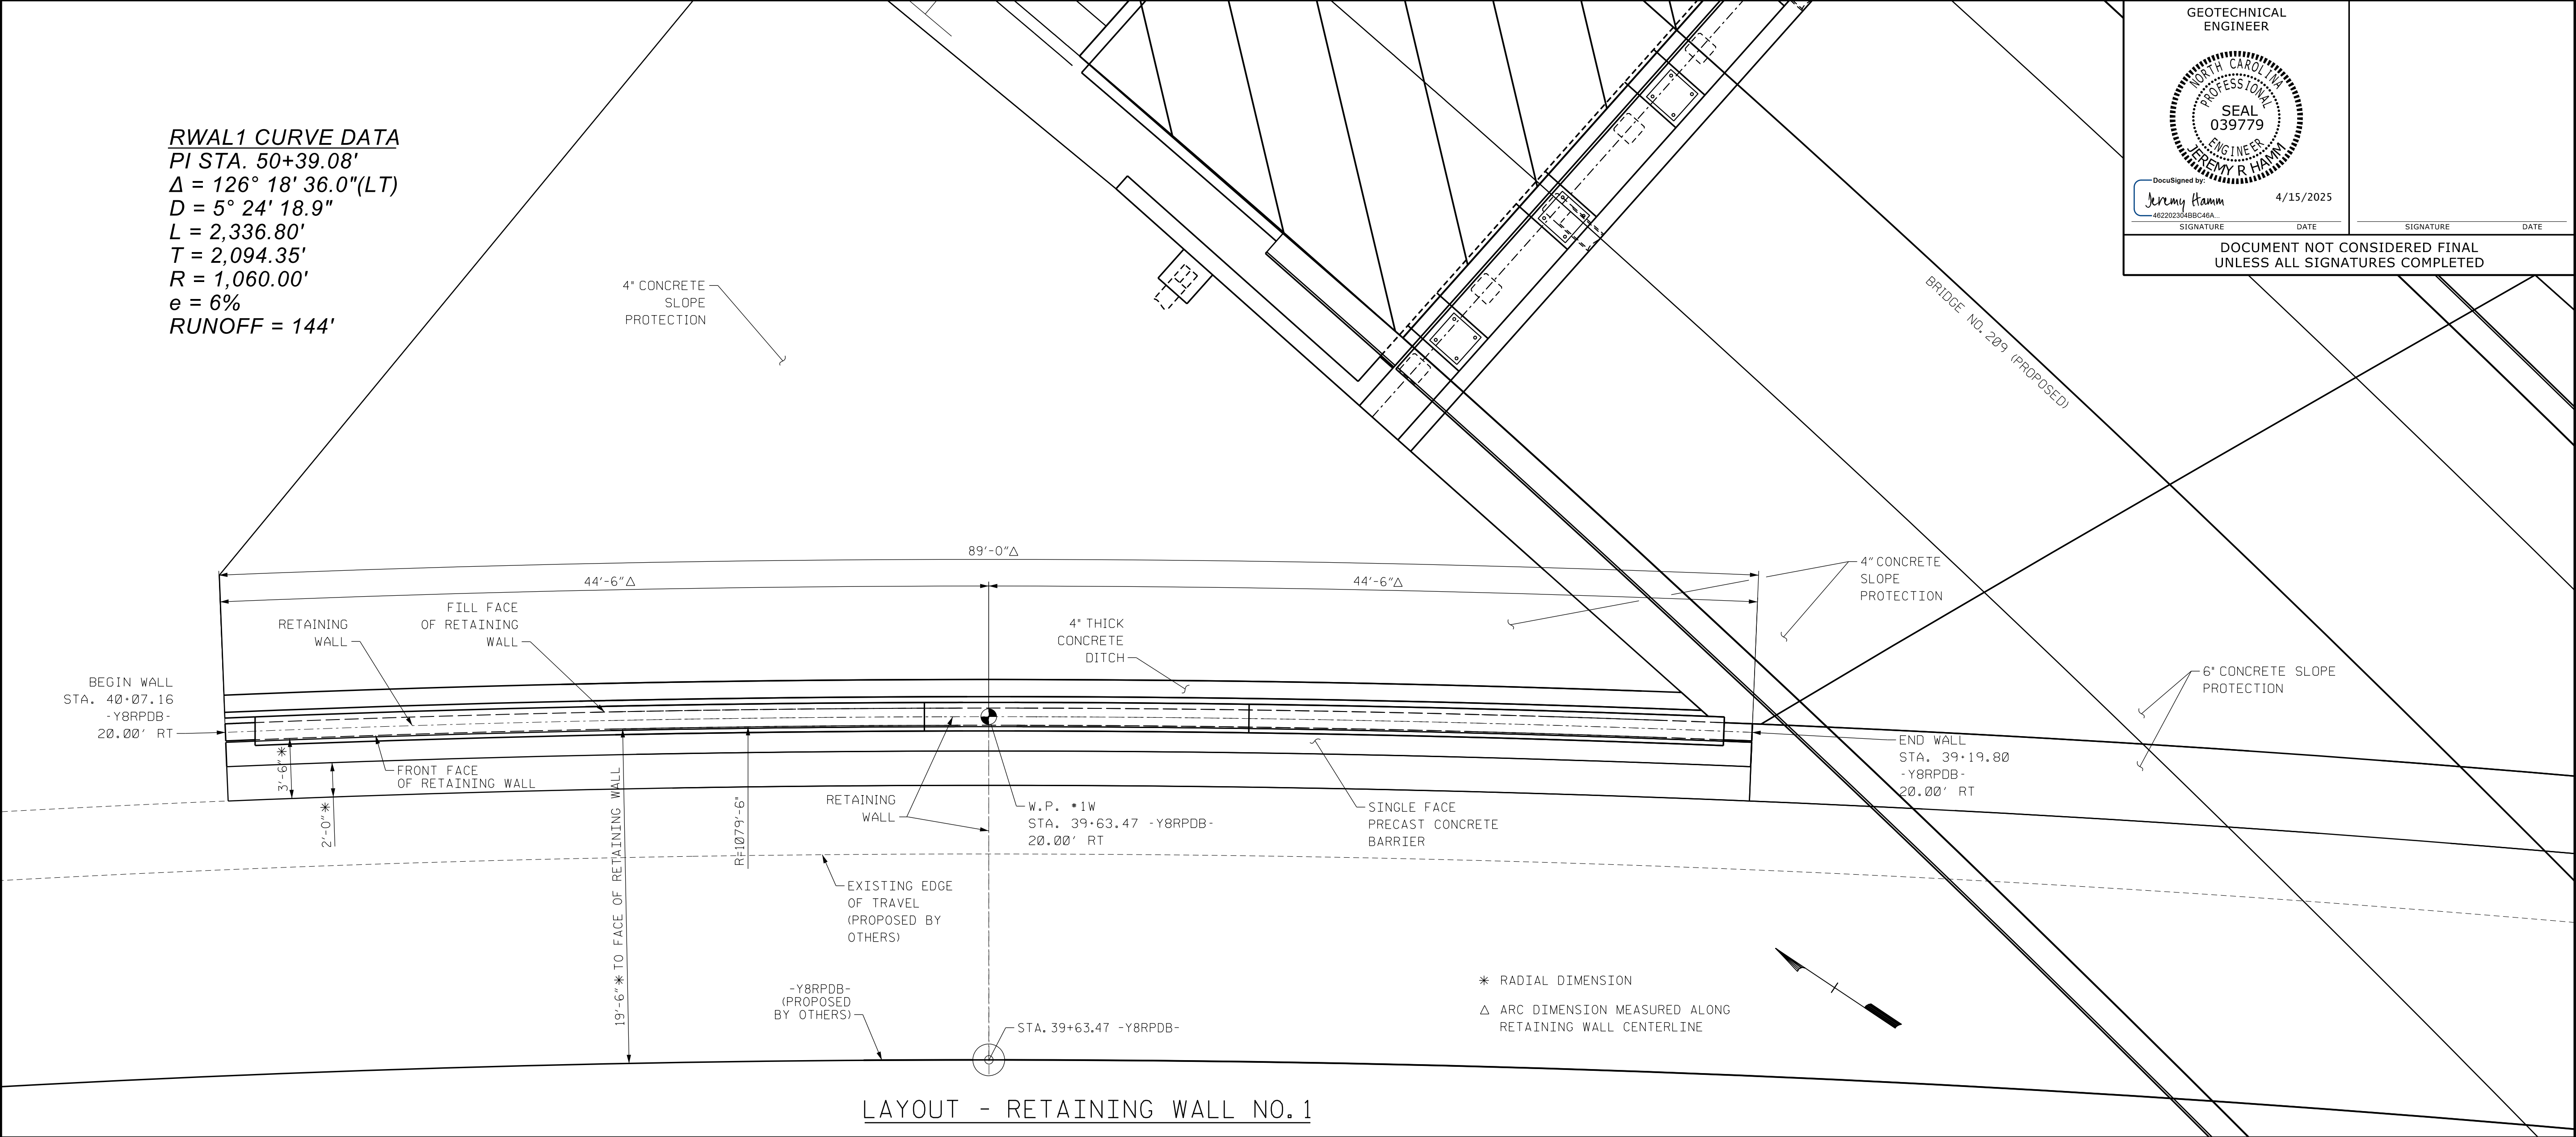 RWAL1 CURVE DATA
PI STA. 50+39.08'
Δ = 126° 18' 36.0"(LT)
D = 5° 24' 18.9"
L = 2,336.80'
T = 2,094.35'
R = 1,060.00'
e = 6%
RUNOFF = 144'
GEOTECHNICAL
ENGINEER
NORTH CAROLINA
PROFESSIONAL
SEAL
039779
ENGINEER
JEREMY R HAMM
DocuSigned by:
Jeremy Hamm
4/15/2025
462202304BBC46A...
SIGNATURE DATE
SIGNATURE DATE
DOCUMENT NOT CONSIDERED FINAL
UNLESS ALL SIGNATURES COMPLETED
4" CONCRETE
SLOPE
PROTECTION
BRIDGE NO. 209 (PROPOSED)
89'-0"△
44'-6"△
44'-6"△
4" CONCRETE
SLOPE
PROTECTION
FILL FACE
OF RETAINING
WALL
RETAINING
WALL
4" THICK
CONCRETE
DITCH
BEGIN WALL
STA. 40+07.16
-Y8RPDB-
20.00' RT
6" CONCRETE SLOPE
PROTECTION
END WALL
STA. 39+19.80
-Y8RPDB-
20.00' RT
3'-6"*
2'-0"*
FRONT FACE
OF RETAINING WALL
19'-6"* TO FACE OF RETAINING WALL
R=1079'-6"
RETAINING
WALL
W.P. *1W
STA. 39+63.47 -Y8RPDB-
20.00' RT
SINGLE FACE
PRECAST CONCRETE
BARRIER
EXISTING EDGE
OF TRAVEL
(PROPOSED BY
OTHERS)
-Y8RPDB-
(PROPOSED
BY OTHERS)
STA. 39+63.47 -Y8RPDB-
* RADIAL DIMENSION
△ ARC DIMENSION MEASURED ALONG
RETAINING WALL CENTERLINE
LAYOUT - RETAINING WALL NO. 1